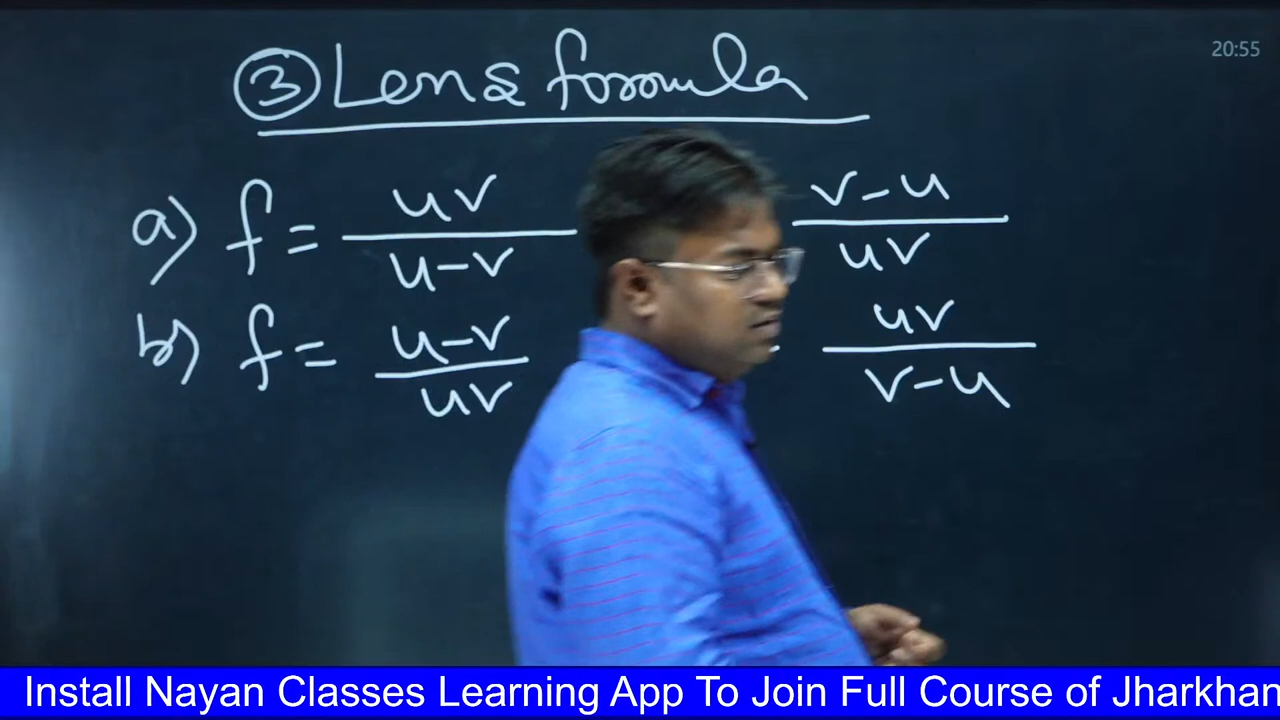 20:55
③ Lens formula
a) f = uv / u-v
v-u / uv
b) f = u-v / uv
uv / v-u
Install Nayan Classes Learning App To Join Full Course of Jharkhan